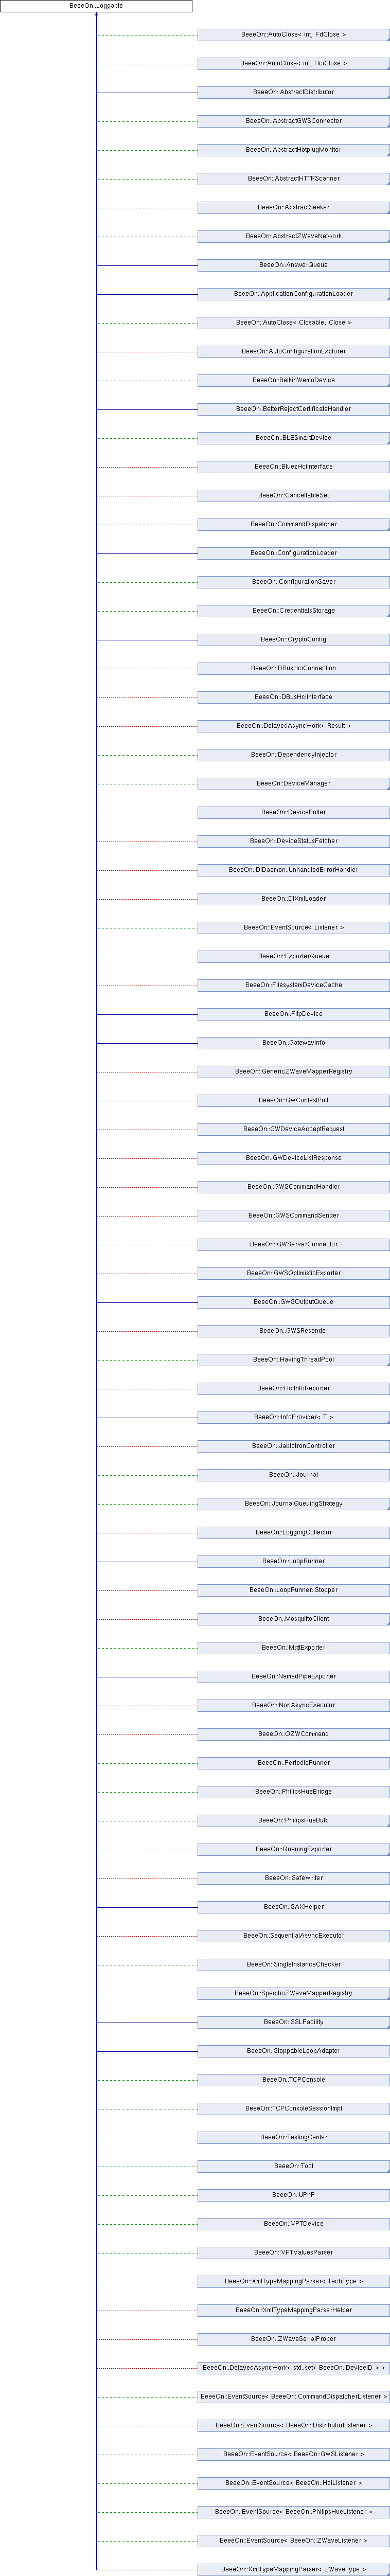 BeeeOn::Loggable
BeeeOn::AutoClose< int, FdClose >
BeeeOn::AutoClose< int, HciClose >
BeeeOn::AbstractDistributor
BeeeOn::AbstractGWSConnector
BeeeOn::AbstractHotplugMonitor
BeeeOn::AbstractHTTPScanner
BeeeOn::AbstractSeeker
BeeeOn::AbstractZWaveNetwork
BeeeOn::AnswerQueue
BeeeOn::ApplicationConfigurationLoader
BeeeOn::AutoClose< Closable, Close >
BeeeOn::AutoConfigurationExplorer
BeeeOn::BelkinWemoDevice
BeeeOn::BetterRejectCertificateHandler
BeeeOn::BLESmartDevice
BeeeOn::BluezHciInterface
BeeeOn::CancellableSet
BeeeOn::CommandDispatcher
BeeeOn::ConfigurationLoader
BeeeOn::ConfigurationSaver
BeeeOn::CredentialsStorage
BeeeOn::CryptoConfig
BeeeOn::DBusHciConnection
BeeeOn::DBusHciInterface
BeeeOn::DelayedAsyncWork< Result >
BeeeOn::DependencyInjector
BeeeOn::DeviceManager
BeeeOn::DevicePoller
BeeeOn::DeviceStatusFetcher
BeeeOn::DIDaemon::UnhandledErrorHandler
BeeeOn::DIXmlLoader
BeeeOn::EventSource< Listener >
BeeeOn::ExporterQueue
BeeeOn::FilesystemDeviceCache
BeeeOn::FitpDevice
BeeeOn::GatewayInfo
BeeeOn::GenericZWaveMapperRegistry
BeeeOn::GWContextPoll
BeeeOn::GWDeviceAcceptRequest
BeeeOn::GWDeviceListResponse
BeeeOn::GWSCommandHandler
BeeeOn::GWSCommandSender
BeeeOn::GWServerConnector
BeeeOn::GWSOptimisticExporter
BeeeOn::GWSOutputQueue
BeeeOn::GWSResender
BeeeOn::HavingThreadPool
BeeeOn::HciInfoReporter
BeeeOn::InfoProvider< T >
BeeeOn::JablotronController
BeeeOn::Journal
BeeeOn::JournalQueuingStrategy
BeeeOn::LoggingCollector
BeeeOn::LoopRunner
BeeeOn::LoopRunner::Stopper
BeeeOn::MosquittoClient
BeeeOn::MqttExporter
BeeeOn::NamedPipeExporter
BeeeOn::NonAsyncExecutor
BeeeOn::OZWCommand
BeeeOn::PeriodicRunner
BeeeOn::PhilipsHueBridge
BeeeOn::PhilipsHueBulb
BeeeOn::QueuingExporter
BeeeOn::SafeWriter
BeeeOn::SAXHelper
BeeeOn::SequentialAsyncExecutor
BeeeOn::SingleInstanceChecker
BeeeOn::SpecificZWaveMapperRegistry
BeeeOn::SSLFacility
BeeeOn::StoppableLoopAdapter
BeeeOn::TCPConsole
BeeeOn::TCPConsoleSessionImpl
BeeeOn::TestingCenter
BeeeOn::Tool
BeeeOn::UPnP
BeeeOn::VPTDevice
BeeeOn::VPTValuesParser
BeeeOn::XmlTypeMappingParser< TechType >
BeeeOn::XmlTypeMappingParserHelper
BeeeOn::ZWaveSerialProber
BeeeOn::DelayedAsyncWork< std::set< BeeeOn::DeviceID > >
BeeeOn::EventSource< BeeeOn::CommandDispatcherListener >
BeeeOn::EventSource< BeeeOn::DistributorListener >
BeeeOn::EventSource< BeeeOn::GWSListener >
BeeeOn::EventSource< BeeeOn::HciListener >
BeeeOn::EventSource< BeeeOn::PhilipsHueListener >
BeeeOn::EventSource< BeeeOn::ZWaveListener >
BeeeOn::XmlTypeMappingParser< ZWaveType >